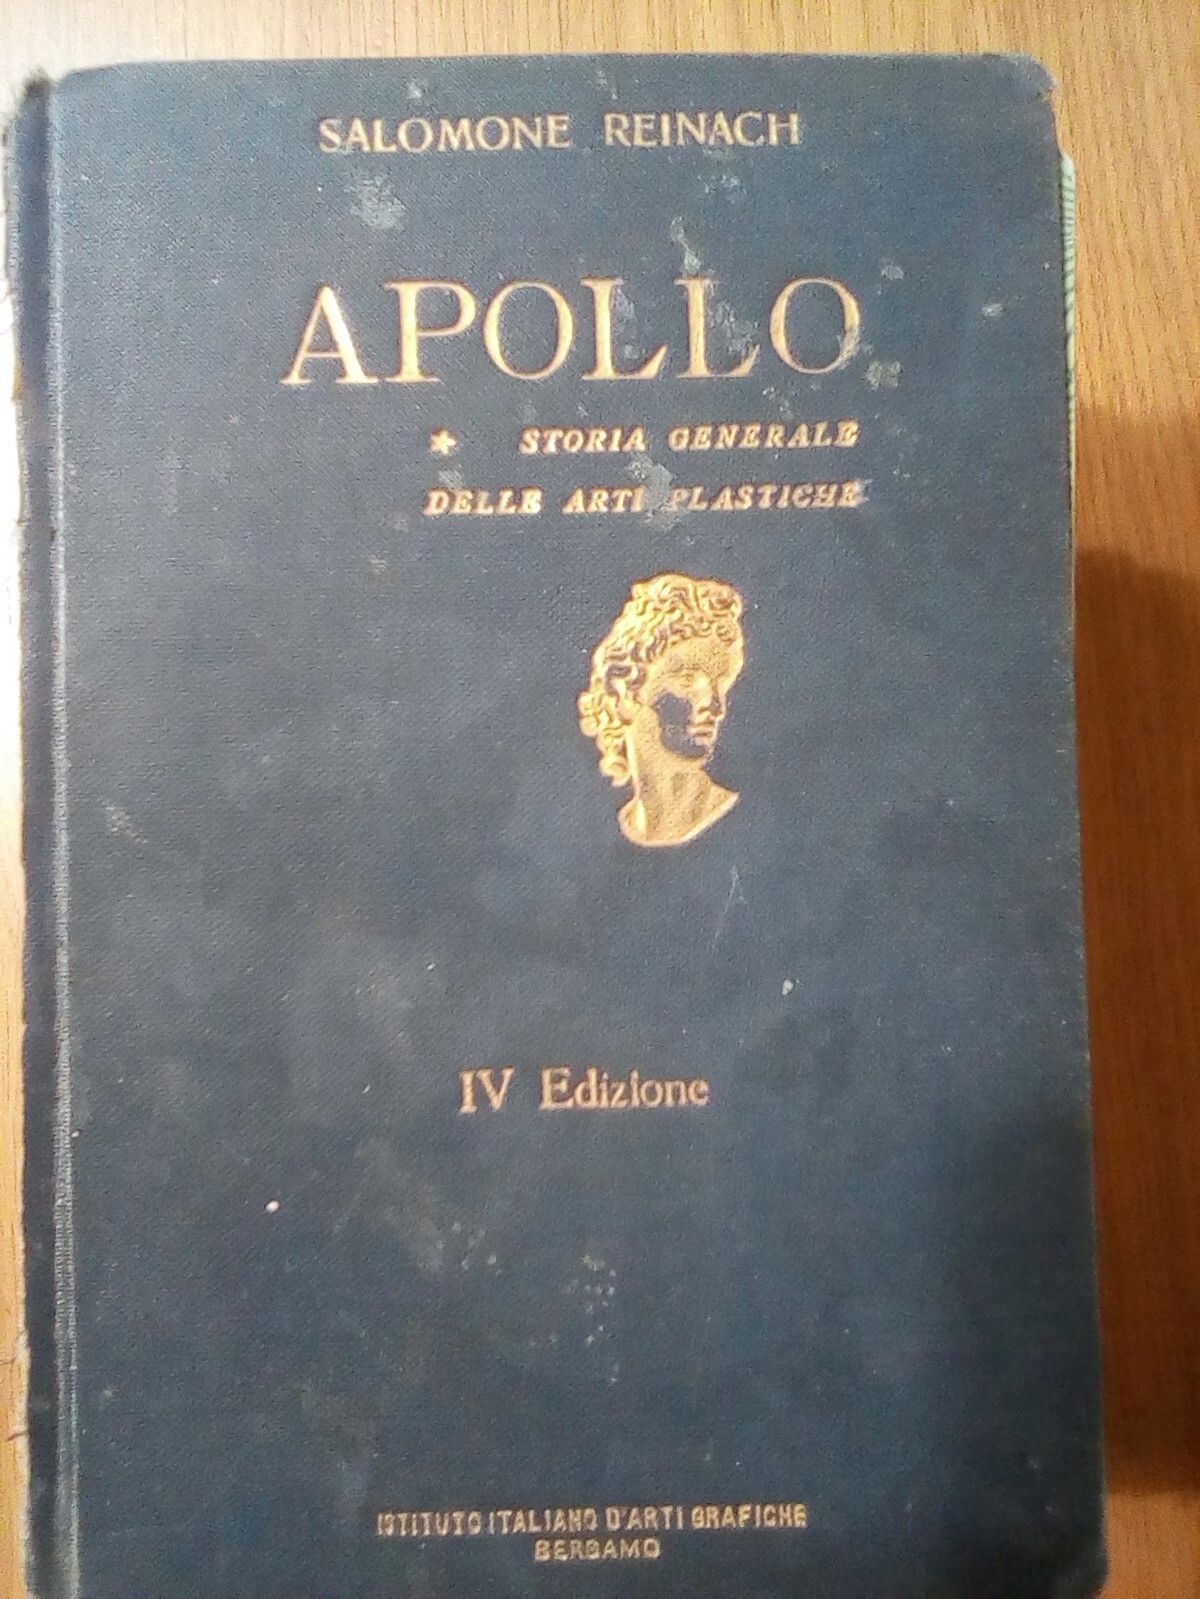 SALOMONE REINACH
APOLLO
* STORIA GENERALE
DELLE ARTI PLASTICHE
IV Edizione
ISTITUTO ITALIANO D'ARTI GRAFICHE
BERGAMO